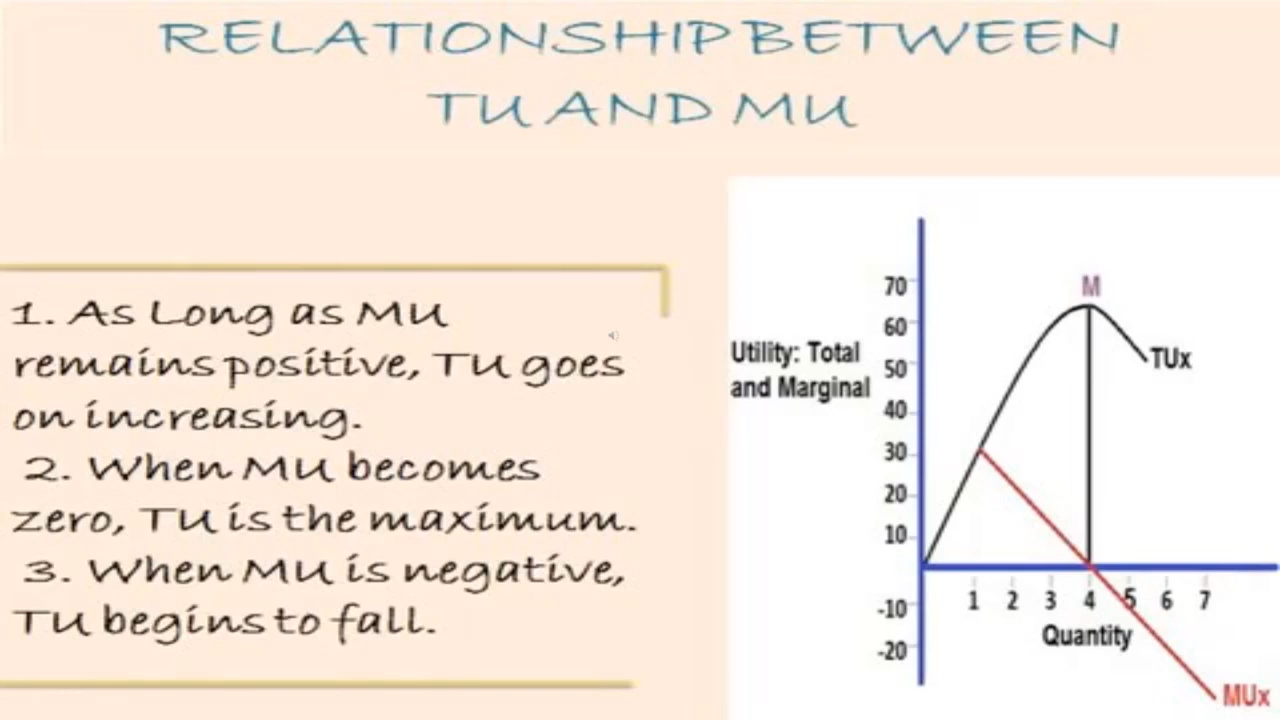 RELATIONSHIP BETWEEN
TU AND MU
1. As Long as MU
remains positive, TU goes
on increasing.
2. When MU becomes
zero, TU is the maximum.
3. When MU is negative,
TU begins to fall.
M
70
60
50
40
30
20
10
-10
-20
Utility: Total
and Marginal
TUx
1 2 3 4 5 6 7
Quantity
MUx